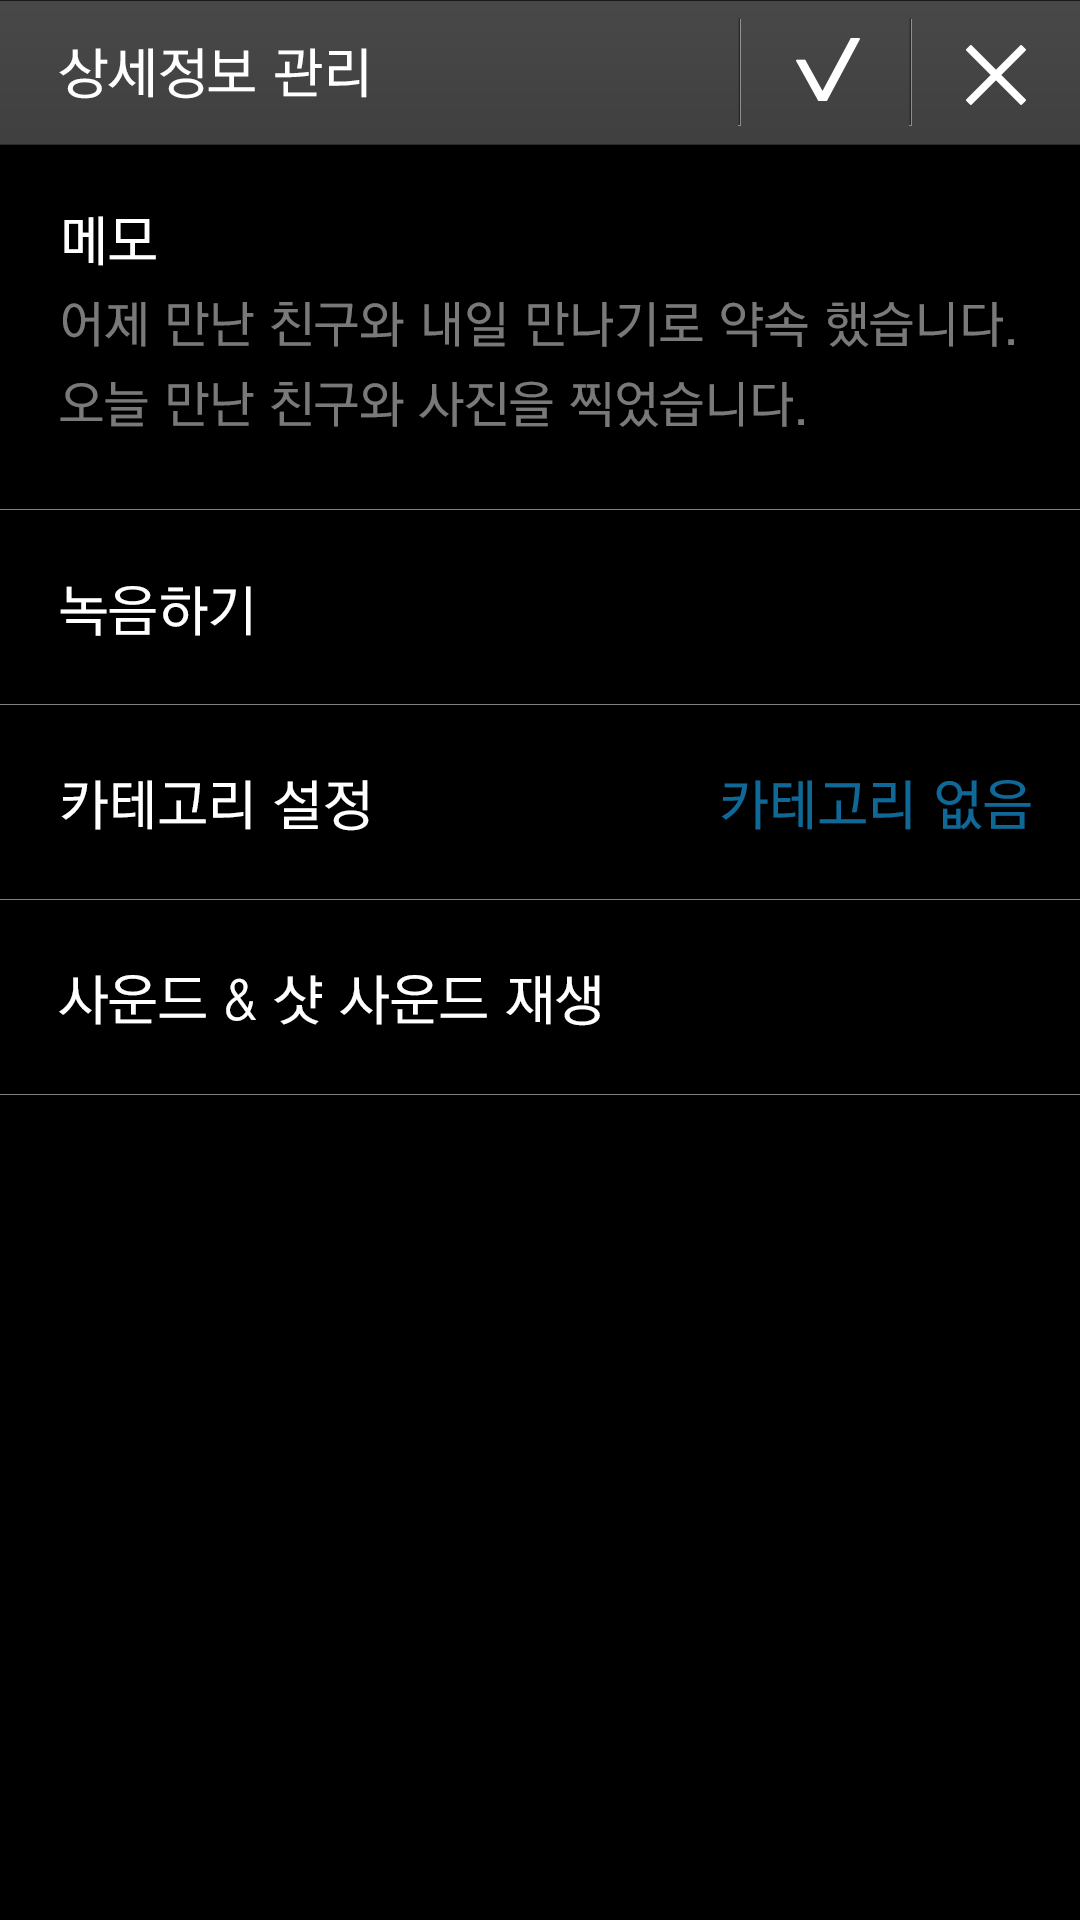 상세정보 관리
메모
어제 만난 친구와 내일 만나기로 약속 했습니다.
오늘 만난 친구와 사진을 찍었습니다.
녹음하기
카테고리 설정 카테고리 없음
사운드 & 샷 사운드 재생